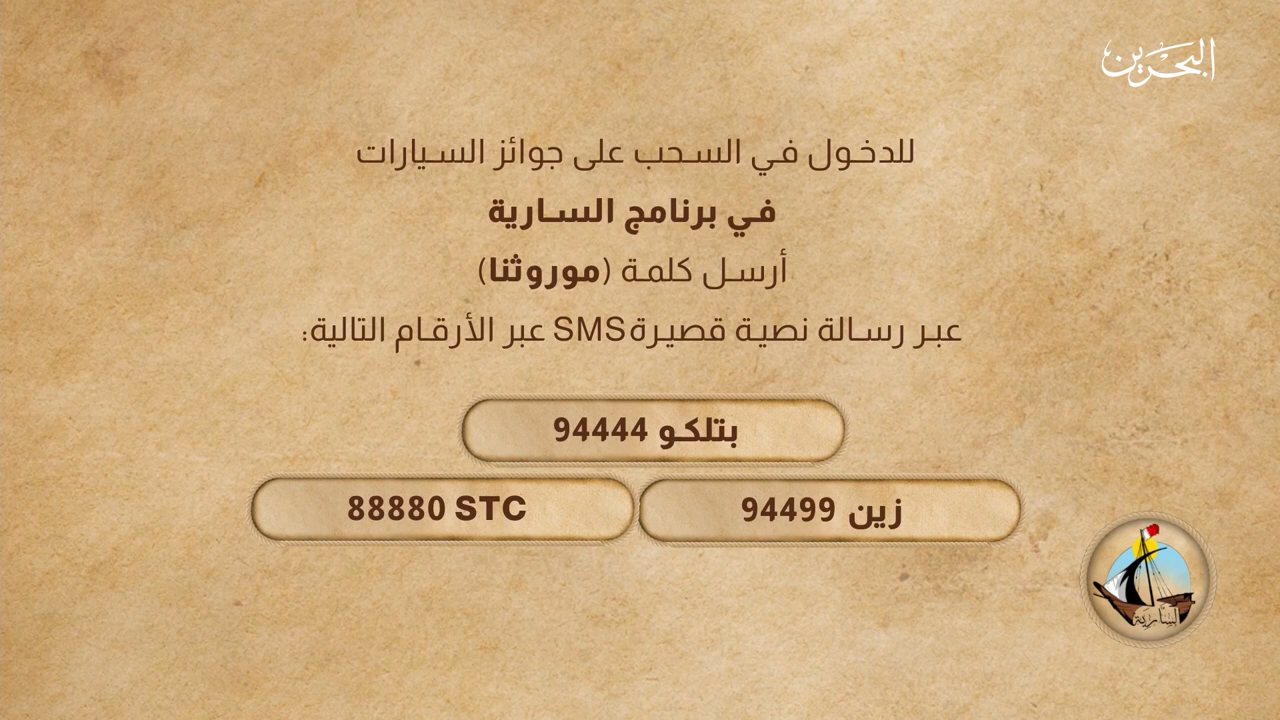 البحرين
للدخول في السحب على جوائز السيارات
في برنامج السارية
أرسل كلمة (موروثنا)
عبر رسالة نصية قصيرة SMS عبر الأرقام التالية:
بتلكو 94444
زين 94499
88880 STC
السارية